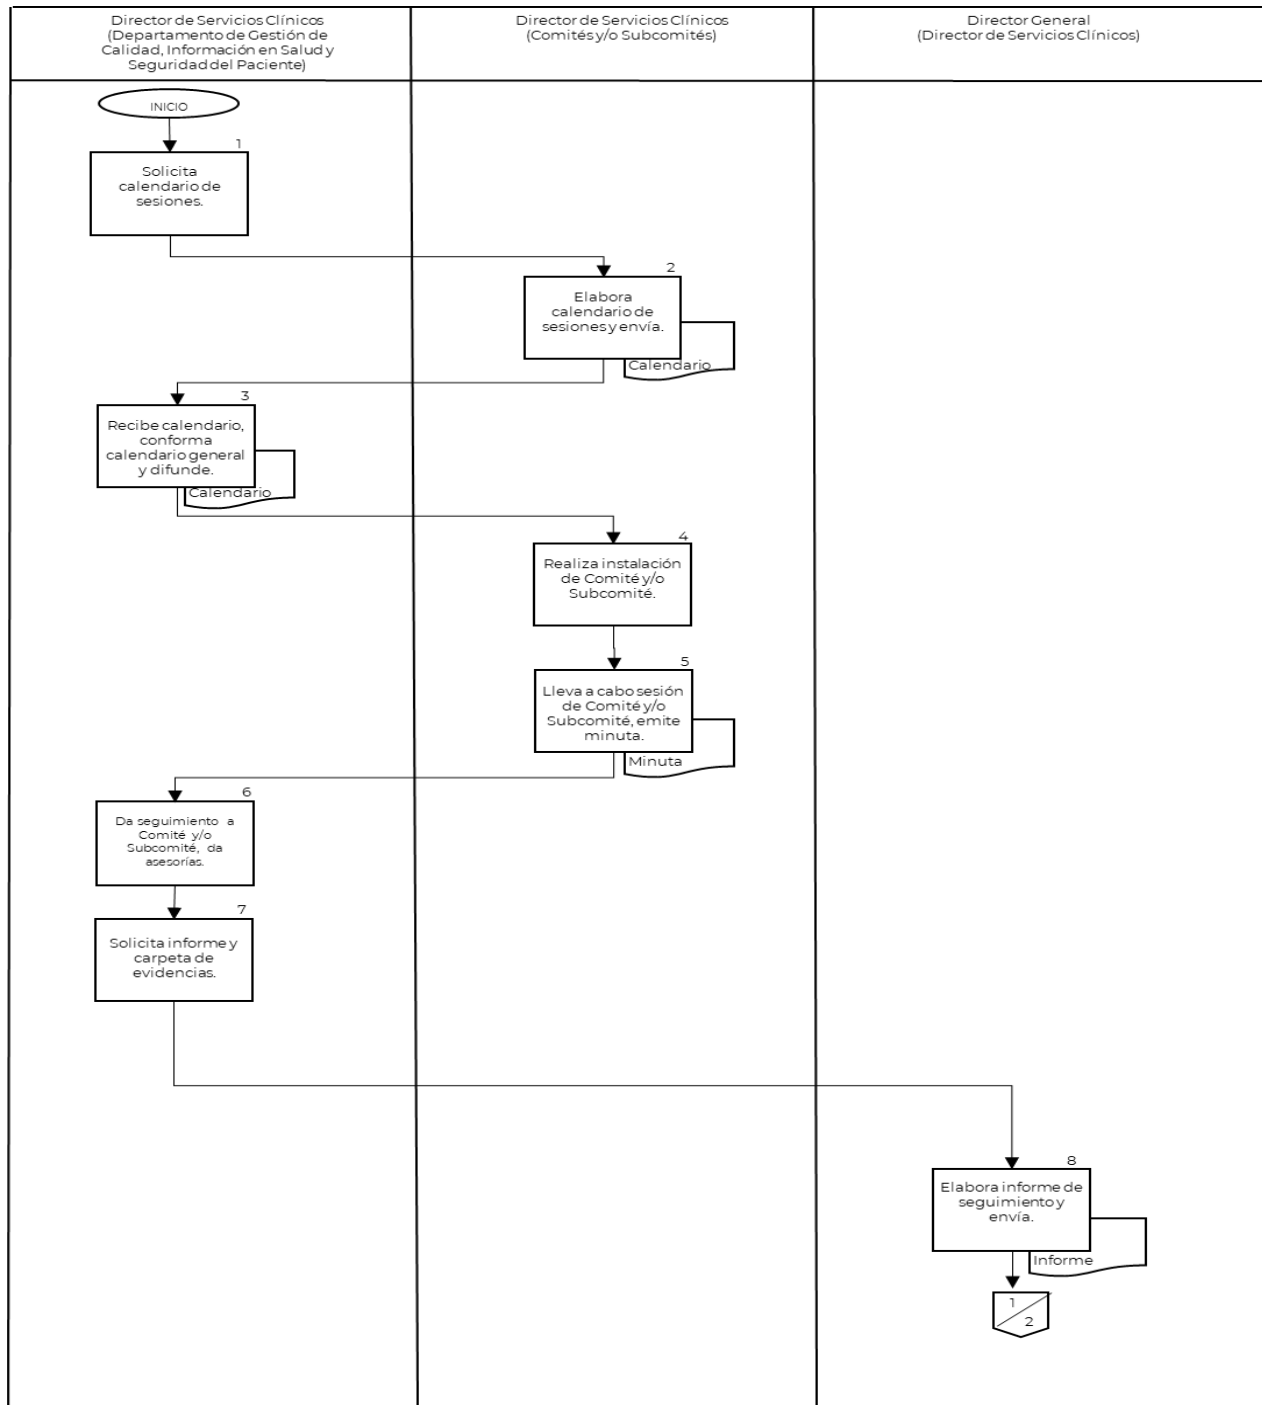 Director de Servicios Clínicos
(Departamento de Gestión de
Calidad, Información en Salud y
Seguridad del Paciente)
Director de Servicios Clínicos
(Comités y/o Subcomités)
Director General
(Director de Servicios Clínicos)
INICIO
1
Solicita
calendario de
sesiones.
2
Elabora
calendario de
sesiones y envía.
Calendario
3
Recibe calendario,
conforma
calendario general
y difunde.
Calendario
4
Realiza instalación
de Comité y/o
Subcomité.
5
Lleva a cabo sesión
de Comité y/o
Subcomité, emite
minuta.
Minuta
6
Da seguimiento a
Comité y/o
Subcomité, da
asesorías.
7
Solicita informe y
carpeta de
evidencias.
8
Elabora informe de
seguimiento y
envía.
Informe
1
2